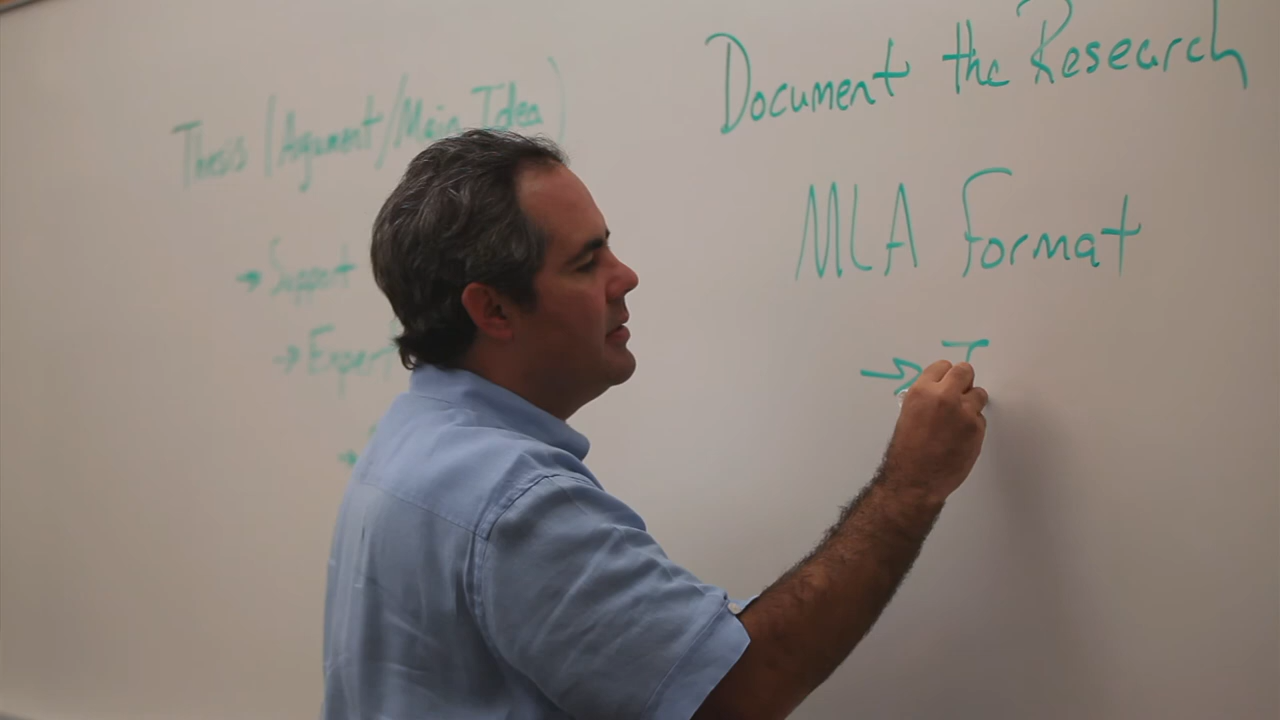 Thesis (Argument/Main Idea)
→ Support
→ Expert
→
Document the Research
MLA Format
→ I